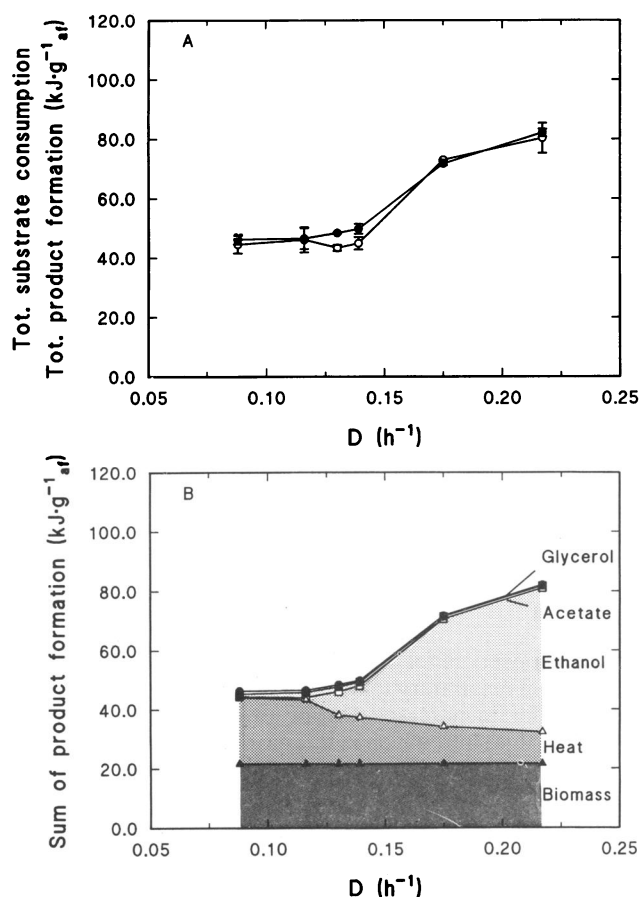 A
Tot. substrate consumption
Tot. product formation (kJ·g⁻¹af)
120.0
100.0
80.0
60.0
40.0
20.0
0.0
0.05
0.10
0.15
0.20
0.25
D (h⁻¹)
B
Sum of product formation (kJ·g⁻¹af)
120.0
100.0
80.0
60.0
40.0
20.0
0.0
Glycerol
Acetate
Ethanol
Heat
Biomass
0.05
0.10
0.15
0.20
0.25
D (h⁻¹)